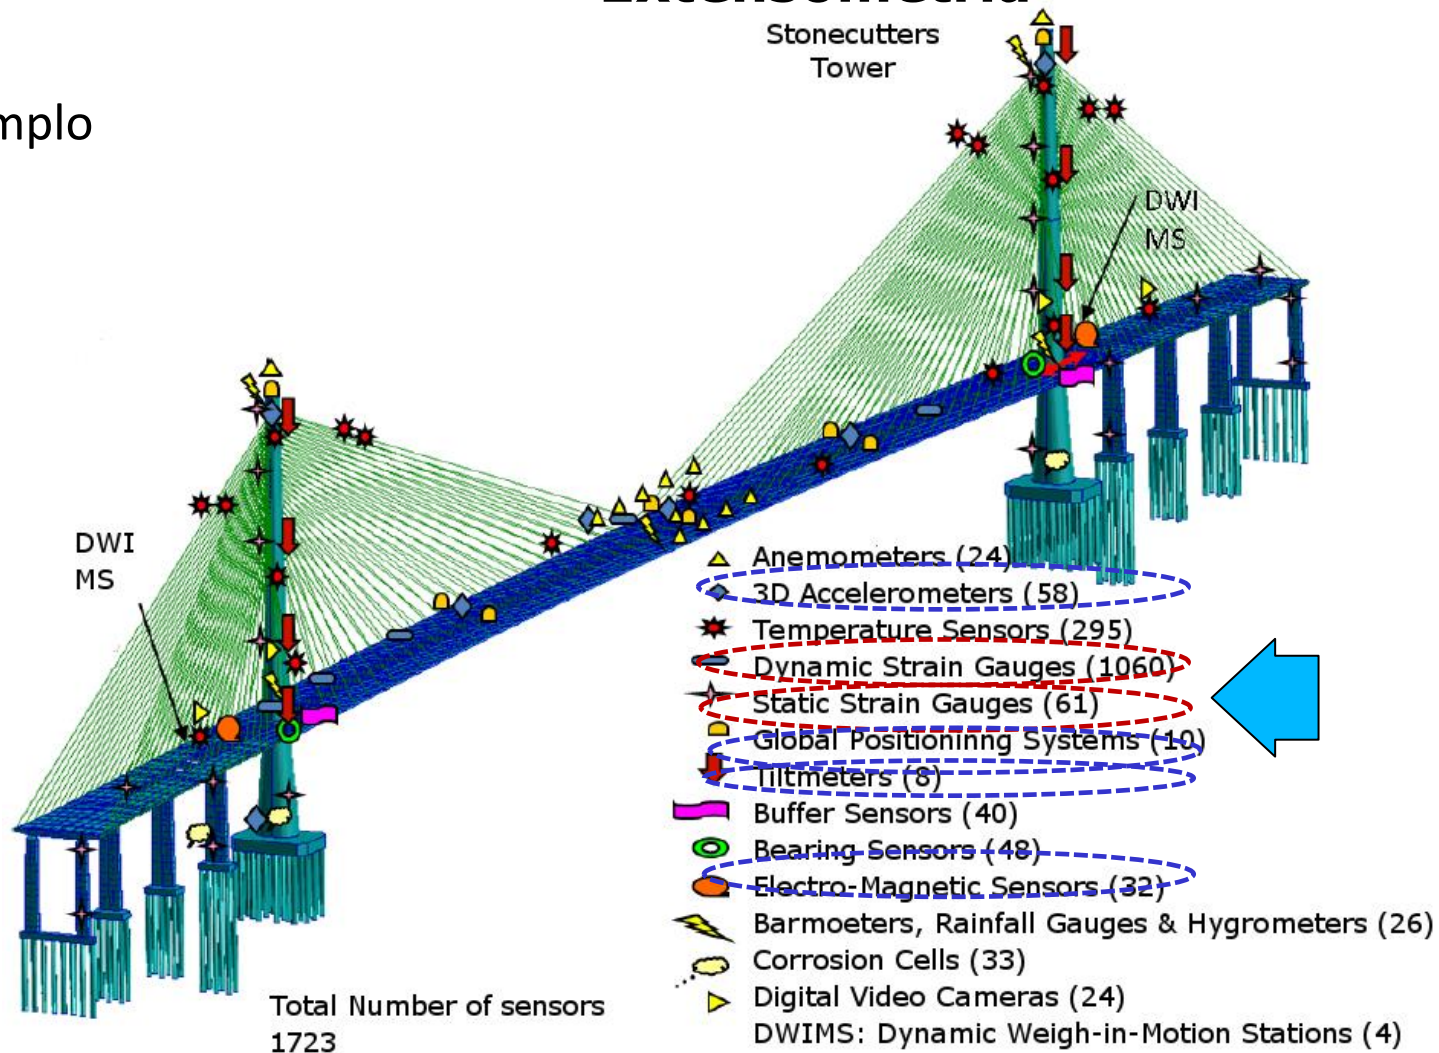 Extensometria
Stonecutters
Tower
mplo
DWI
MS
DWI
MS
Anemometers (24)
3D Accelerometers (58)
Temperature Sensors (295)
Dynamic Strain Gauges (1060)
Static Strain Gauges (61)
Global Positioninng Systems (10)
Tiltmeters (8)
Buffer Sensors (40)
Bearing Sensors (48)
Electro-Magnetic Sensors (32)
Barmoeters, Rainfall Gauges & Hygrometers (26)
Corrosion Cells (33)
Digital Video Cameras (24)
DWIMS: Dynamic Weigh-in-Motion Stations (4)
Total Number of sensors
1723